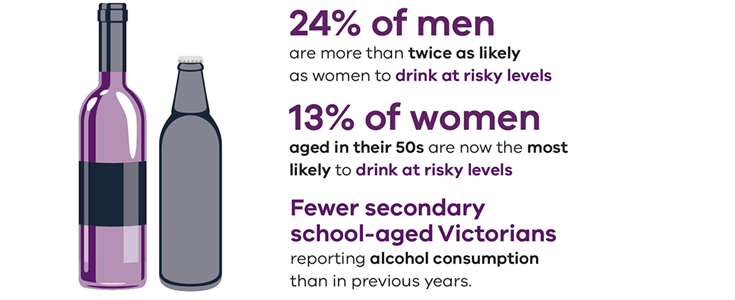 24% of men
are more than twice as likely
as women to drink at risky levels
13% of women
aged in their 50s are now the most
likely to drink at risky levels
Fewer secondary
school-aged Victorians
reporting alcohol consumption
than in previous years.